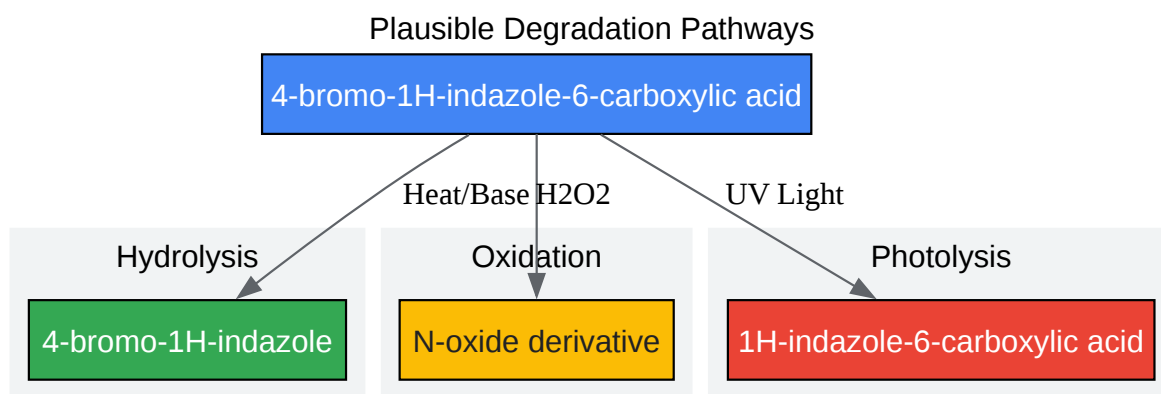 Plausible Degradation Pathways
4-bromo-1H-indazole-6-carboxylic acid
Heat/Base
H2O2
UV Light
Hydrolysis
Oxidation
Photolysis
4-bromo-1H-indazole
N-oxide derivative
1H-indazole-6-carboxylic acid